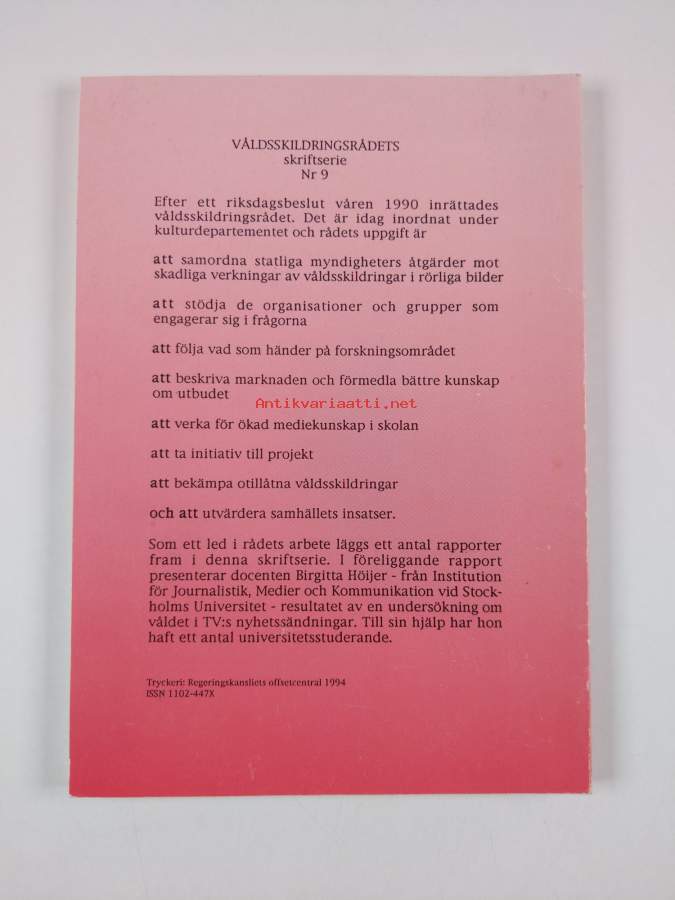 VÅLDSSKILDRINGSRÅDETS
skriftserie
Nr 9
Efter ett riksdagsbeslut våren 1990 inrättades
våldsskildringsrådet. Det är idag inordnat under
kulturdepartementet och rådets uppgift är
att samordna statliga myndigheters åtgärder mot
skadliga verkningar av våldsskildringar i rörliga bilder
att stödja de organisationer och grupper som
engagerar sig i frågorna
att följa vad som händer på forskningsområdet
att beskriva marknaden och förmedla bättre kunskap
om utbudet
Antikvariaatti.net
att verka för ökad mediekunskap i skolan
att ta initiativ till projekt
att bekämpa otillåtna våldsskildringar
och att utvärdera samhällets insatser.
Som ett led i rådets arbete läggs ett antal rapporter
fram i denna skriftserie. I föreliggande rapport
presenterar docenten Birgitta Höijer - från Institution
för Journalistik, Medier och Kommunikation vid Stock-
holms Universitet - resultatet av en undersökning om
våldet i TV:s nyhetssändningar. Till sin hjälp har hon
haft ett antal universitetsstuderande.
Tryckeri: Regeringskansliets offsetcentral 1994
ISSN 1102-447X